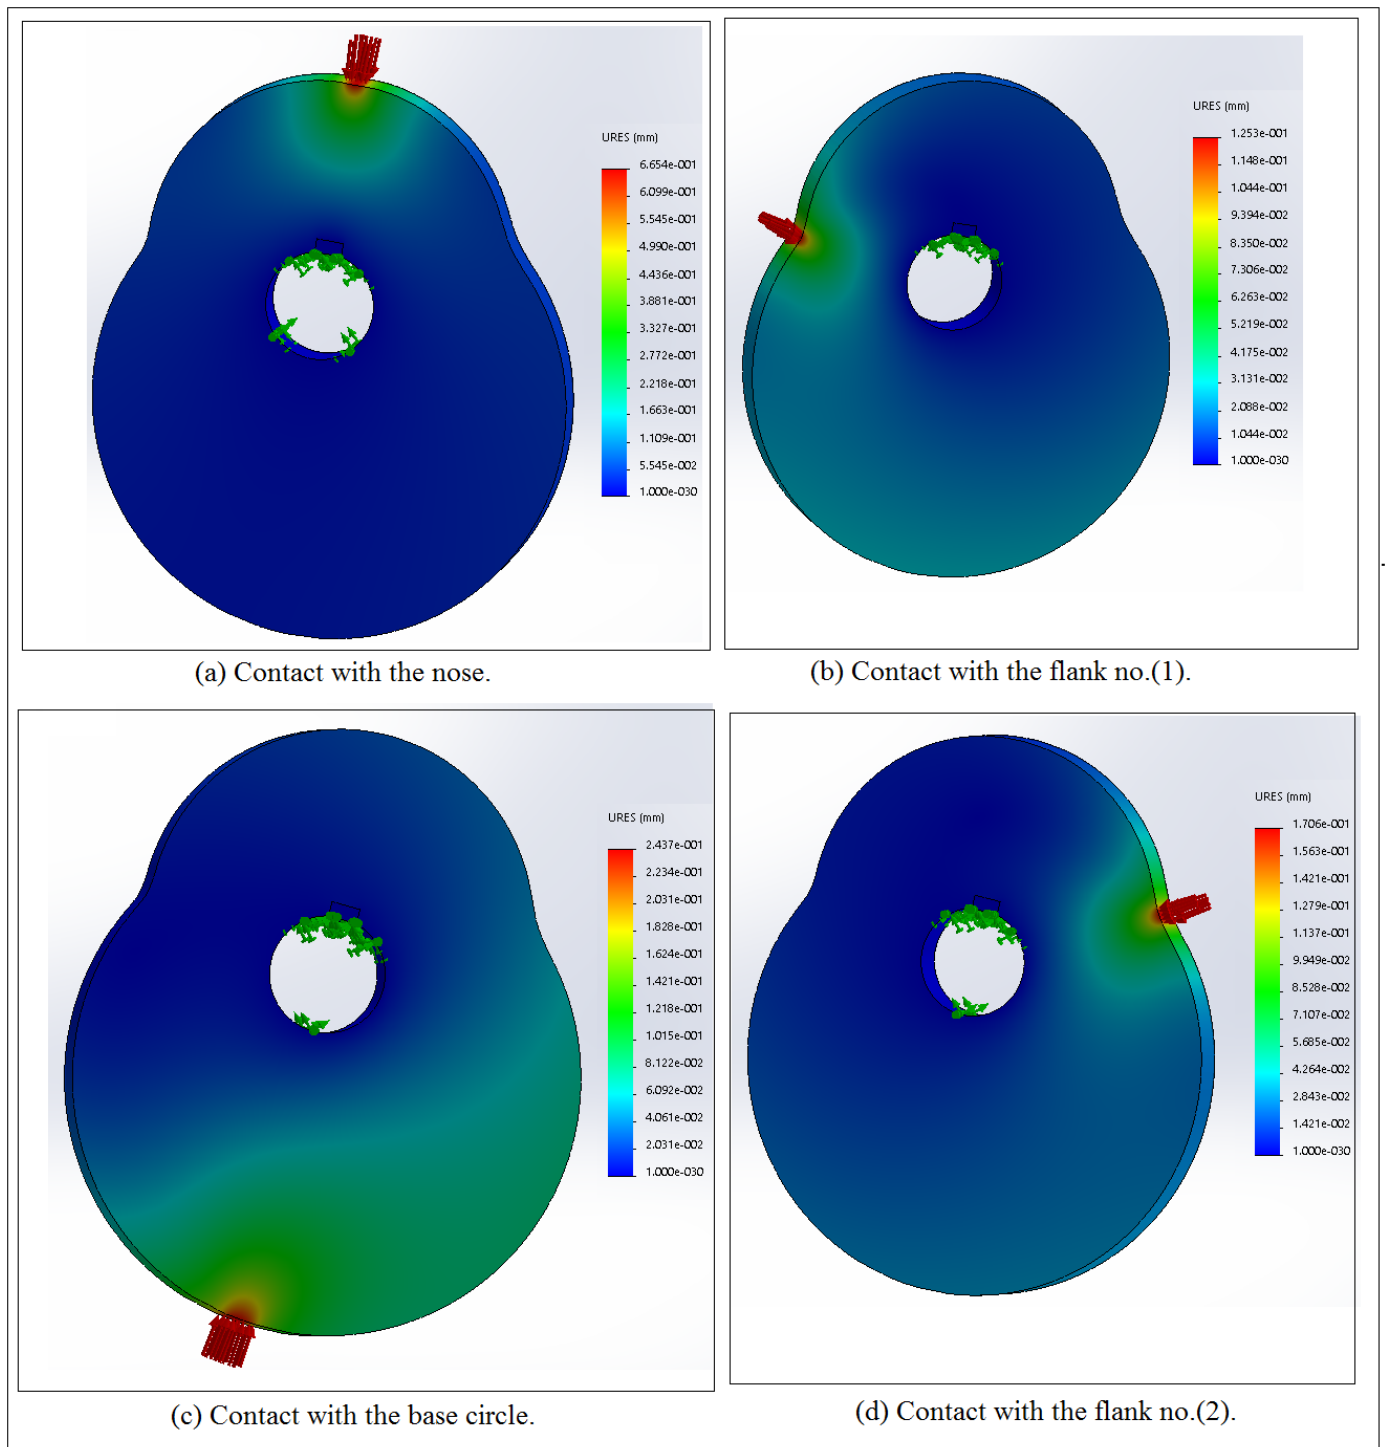 URES (mm)
6.654e-001
6.099e-001
5.545e-001
4.990e-001
4.436e-001
3.881e-001
3.327e-001
2.772e-001
2.218e-001
1.663e-001
1.109e-001
5.545e-002
1.000e-030
(a) Contact with the nose.
URES (mm)
1.253e-001
1.148e-001
1.044e-001
9.394e-002
8.350e-002
7.306e-002
6.263e-002
5.219e-002
4.175e-002
3.131e-002
2.088e-002
1.044e-002
1.000e-030
(b) Contact with the flank no.(1).
URES (mm)
2.437e-001
2.234e-001
2.031e-001
1.828e-001
1.624e-001
1.421e-001
1.218e-001
1.015e-001
8.122e-002
6.092e-002
4.061e-002
2.031e-002
1.000e-030
(c) Contact with the base circle.
URES (mm)
1.706e-001
1.563e-001
1.421e-001
1.279e-001
1.137e-001
9.949e-002
8.528e-002
7.107e-002
5.685e-002
4.264e-002
2.843e-002
1.421e-002
1.000e-030
(d) Contact with the flank no.(2).